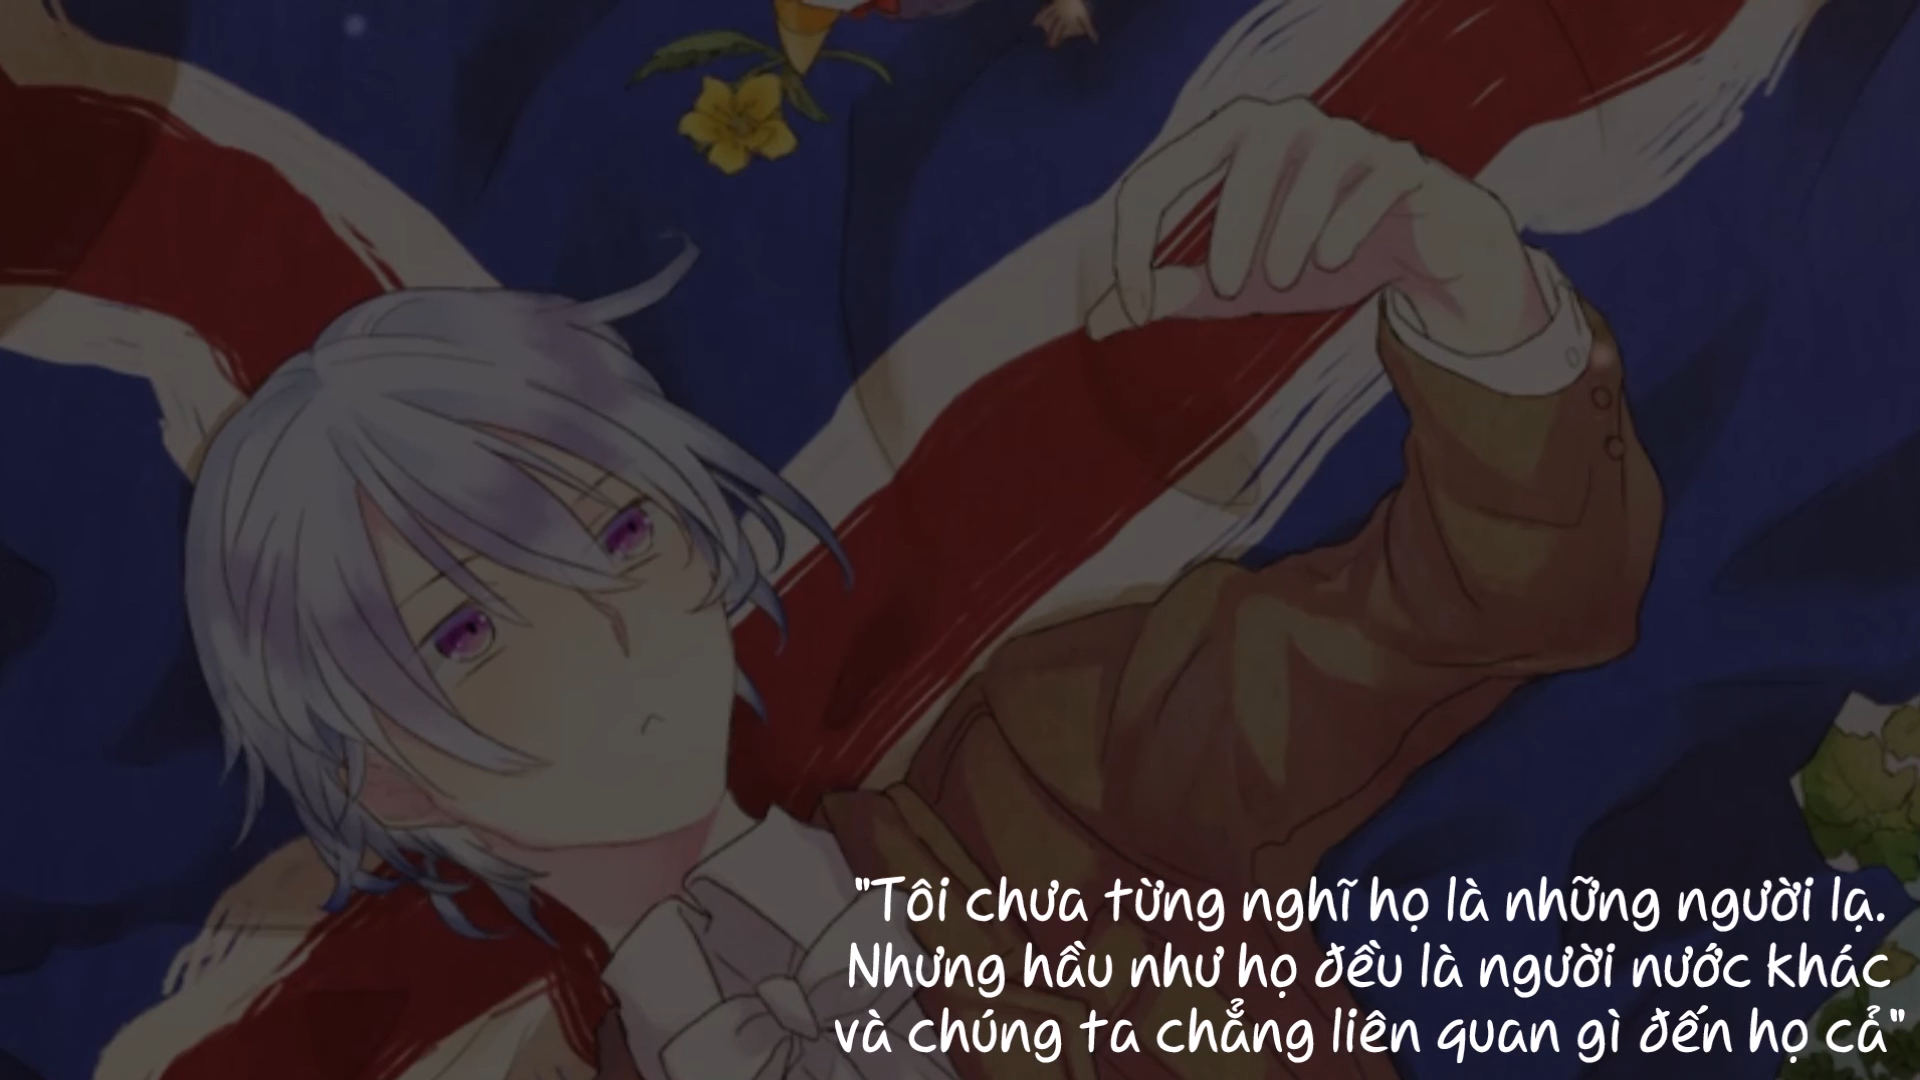 "Tôi chưa từng nghĩ họ là những người lạ.
Nhưng hầu như họ đều là người nước khác
và chúng ta chẳng liên quan gì đến họ cả"